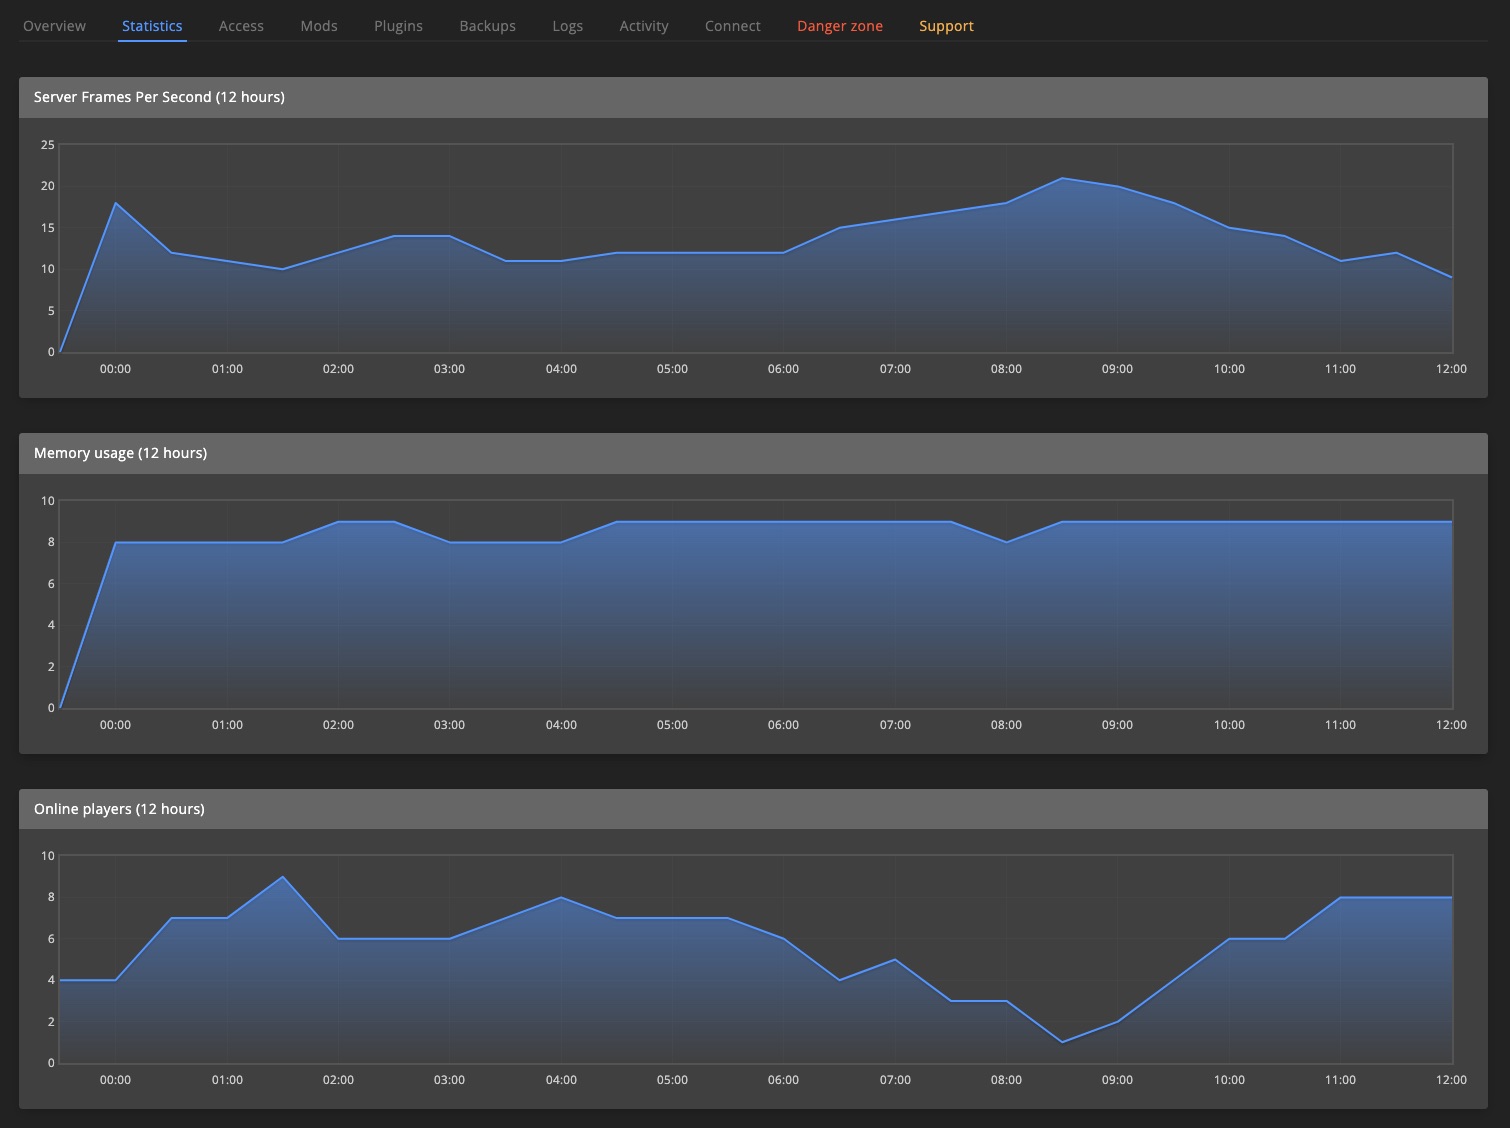 Overview Statistics Access Mods Plugins Backups Logs Activity Connect Danger zone Support
Server Frames Per Second (12 hours)
25
20
15
10
5
0
00:00 01:00 02:00 03:00 04:00 05:00 06:00 07:00 08:00 09:00 10:00 11:00 12:00
Memory usage (12 hours)
10
8
6
4
2
0
00:00 01:00 02:00 03:00 04:00 05:00 06:00 07:00 08:00 09:00 10:00 11:00 12:00
Online players (12 hours)
10
8
6
4
2
0
00:00 01:00 02:00 03:00 04:00 05:00 06:00 07:00 08:00 09:00 10:00 11:00 12:00